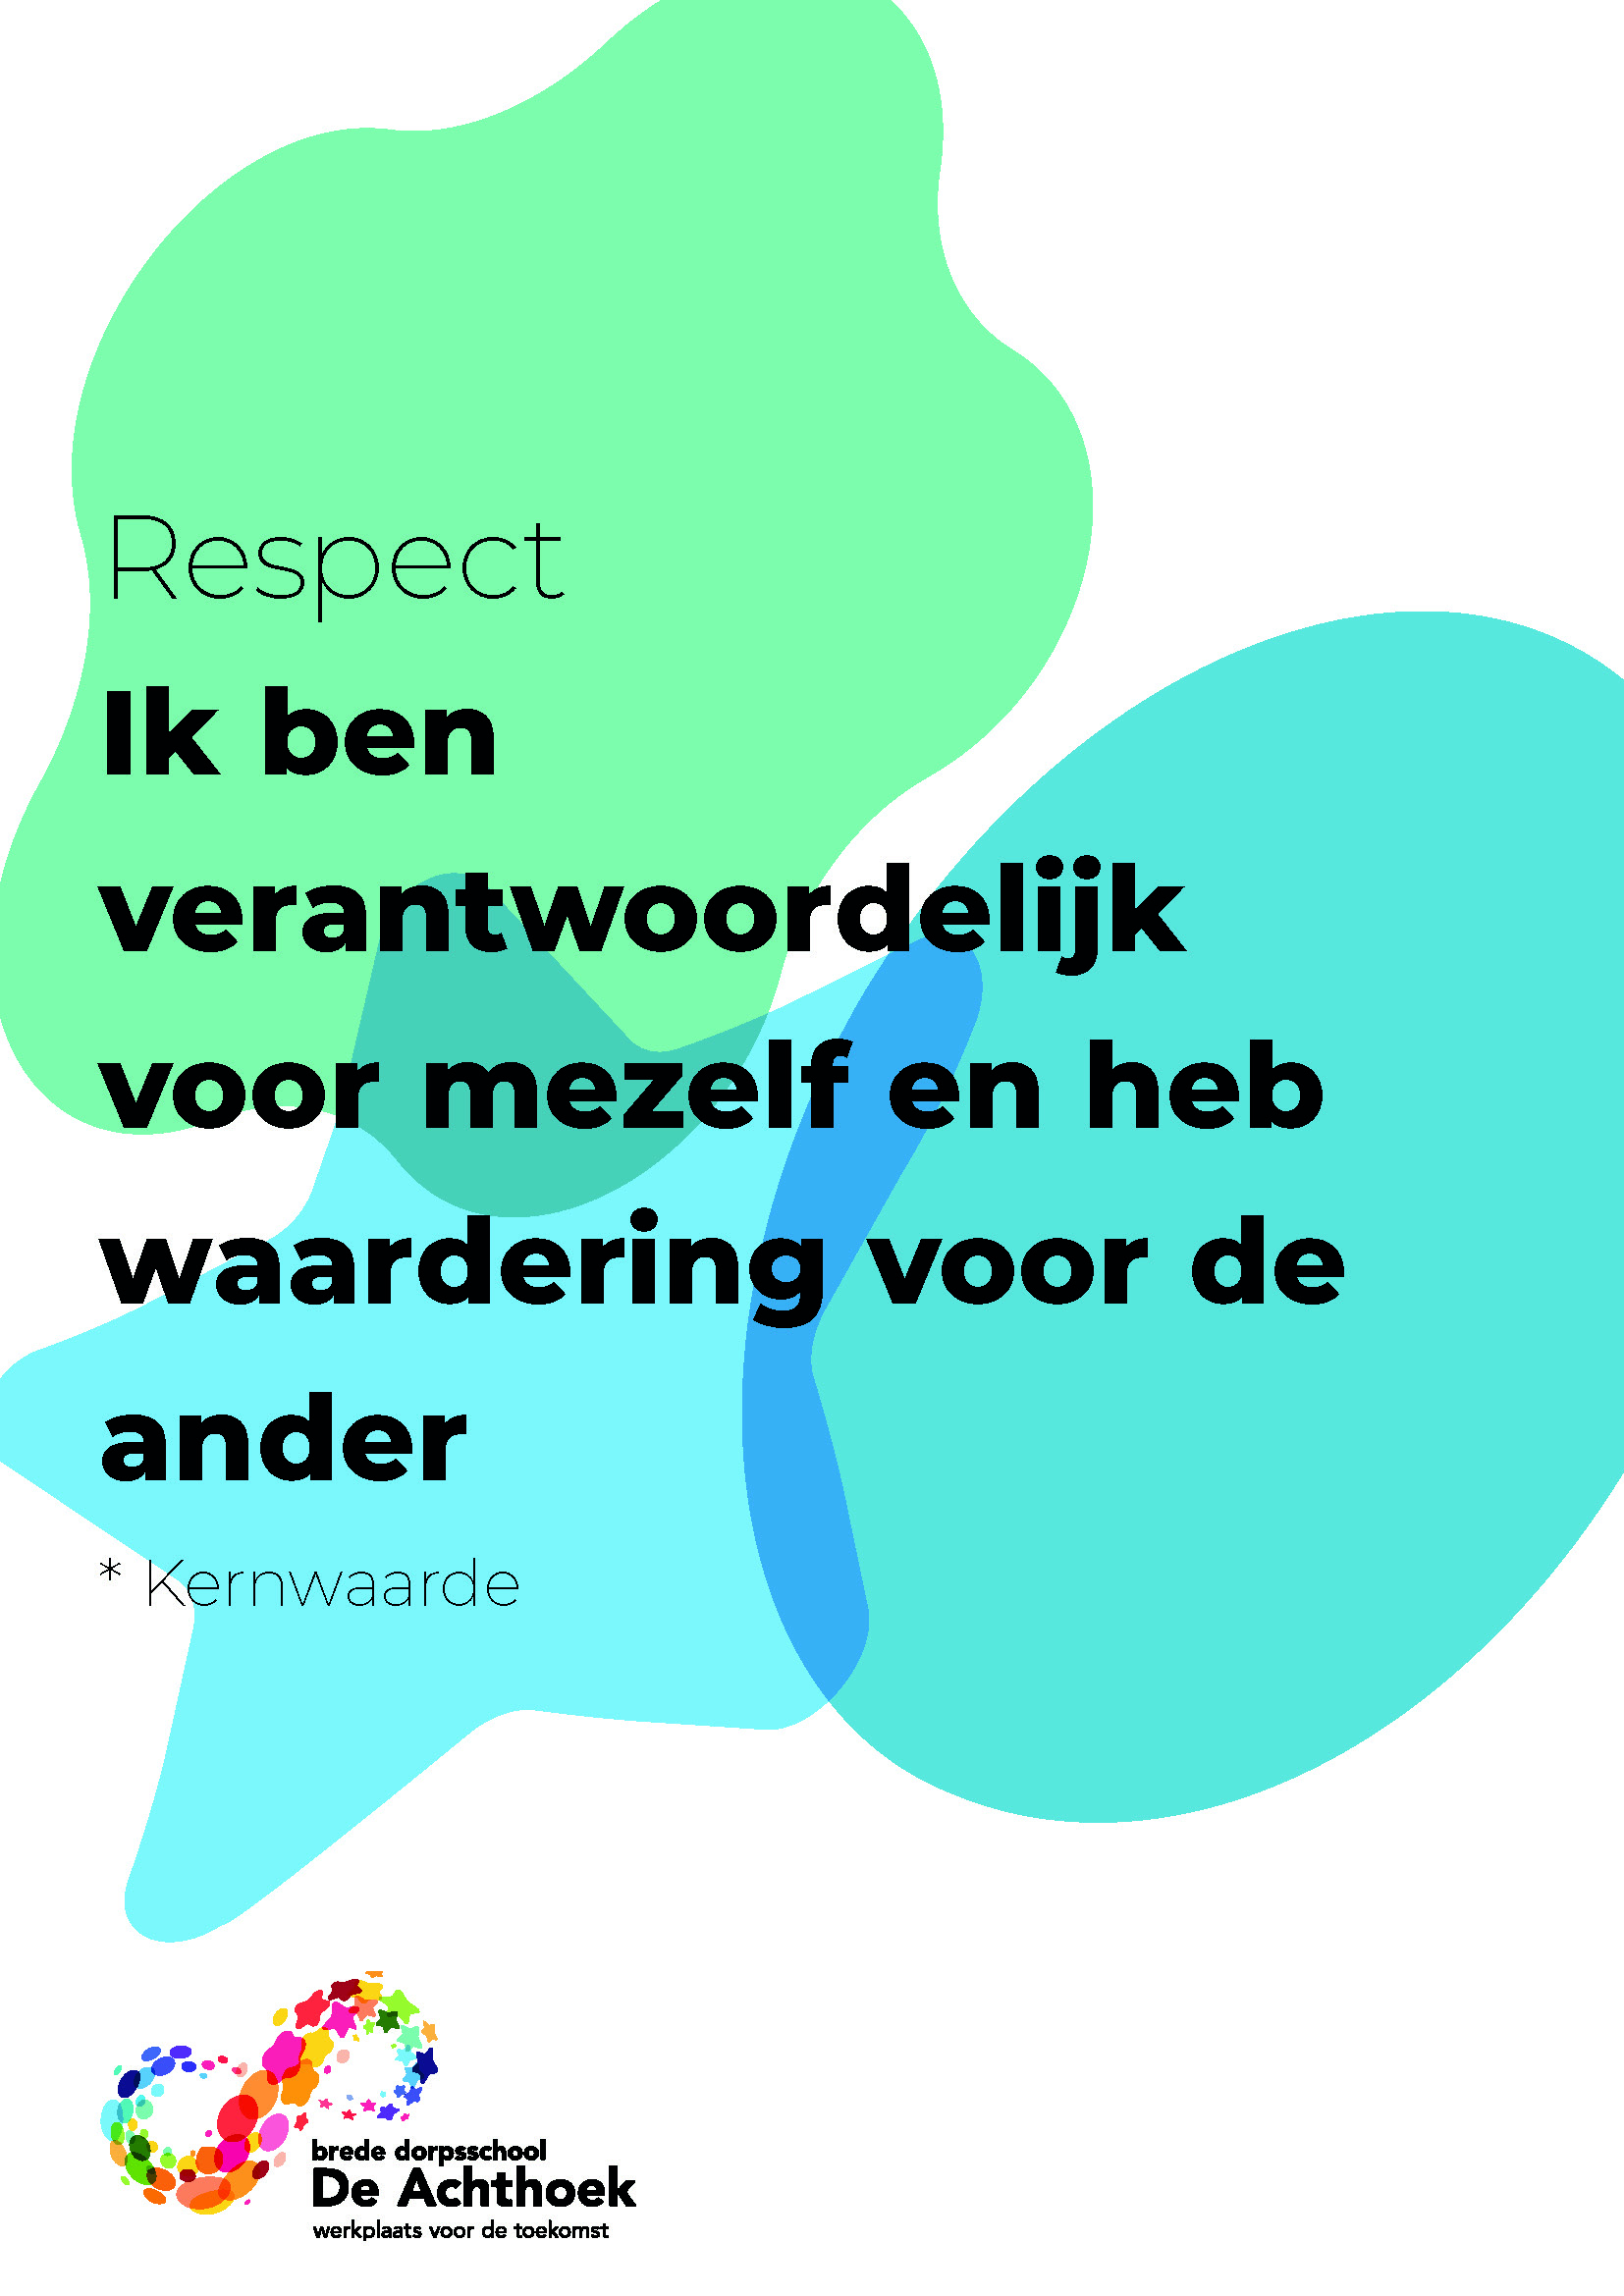 Respect
Ik ben
verantwoordelijk
voor mezelf en heb
waardering voor de
ander
* Kernwaarde
brede dorpsschool
De Achthoek
werkplaats voor de toekomst